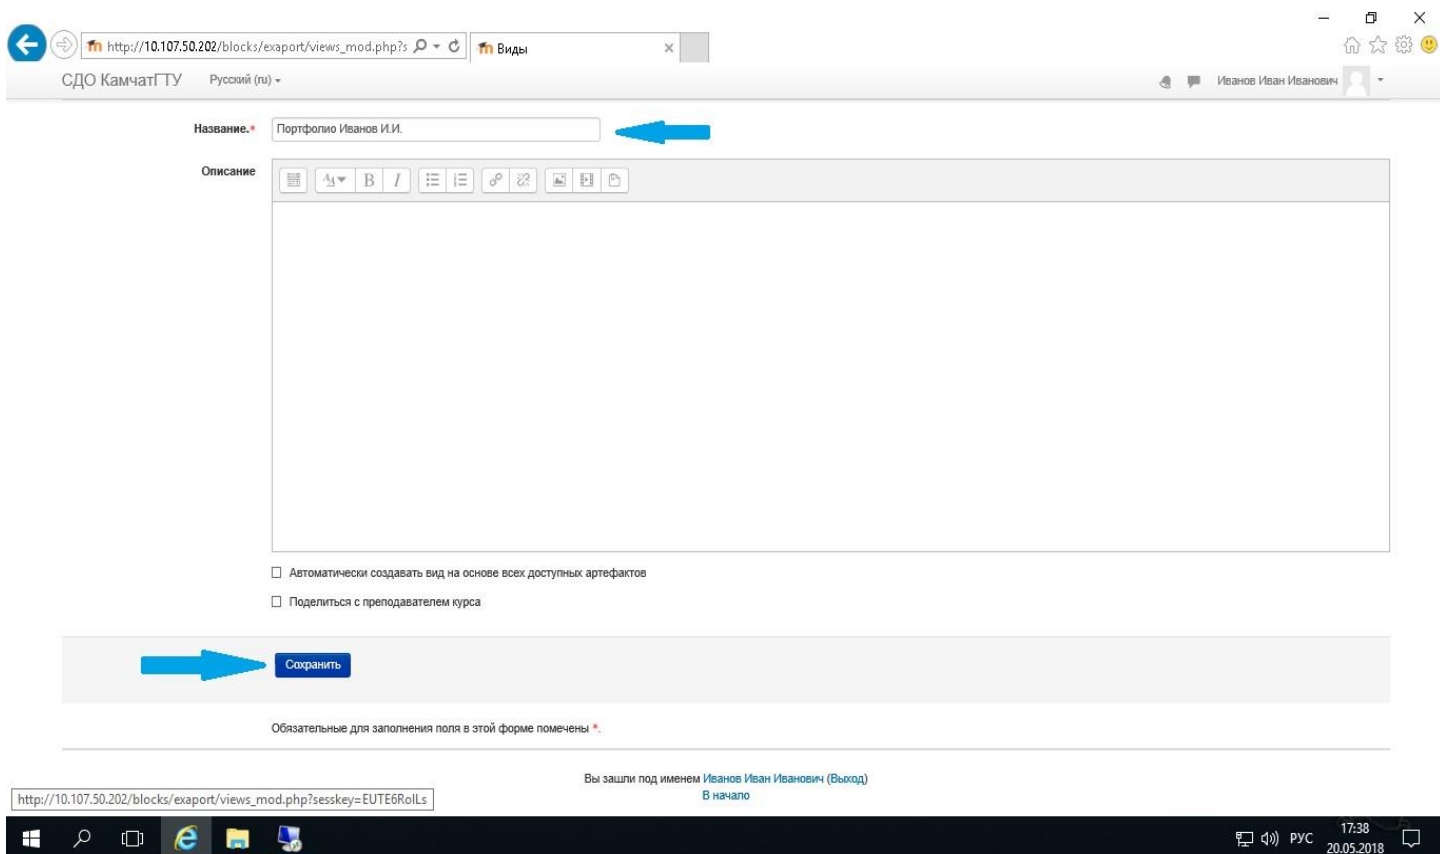 http://10.107.50.202/blocks/exaport/views_mod.php?s
Виды
СДО КамчатГТУ
Русский (ru)
Иванов Иван Иванович
Название.*
Портфолио Иванов И.И.
Описание
B I
Автоматически создавать вид на основе всех доступных артефактов
Поделиться с преподавателем курса
Сохранить
Обязательные для заполнения поля в этой форме помечены *.
Вы зашли под именем Иванов Иван Иванович (Выход)
В начало
http://10.107.50.202/blocks/exaport/views_mod.php?sesskey=EUTE6RolLs
РУС
17:38
20.05.2018